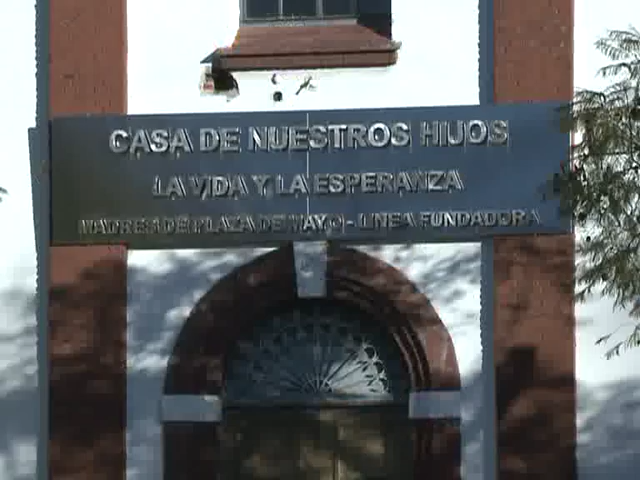 CASA DE NUESTROS HIJOS
LA VIDA Y LA ESPERANZA
MADRES DE PLAZA DE MAYO - LINEA FUNDADORA